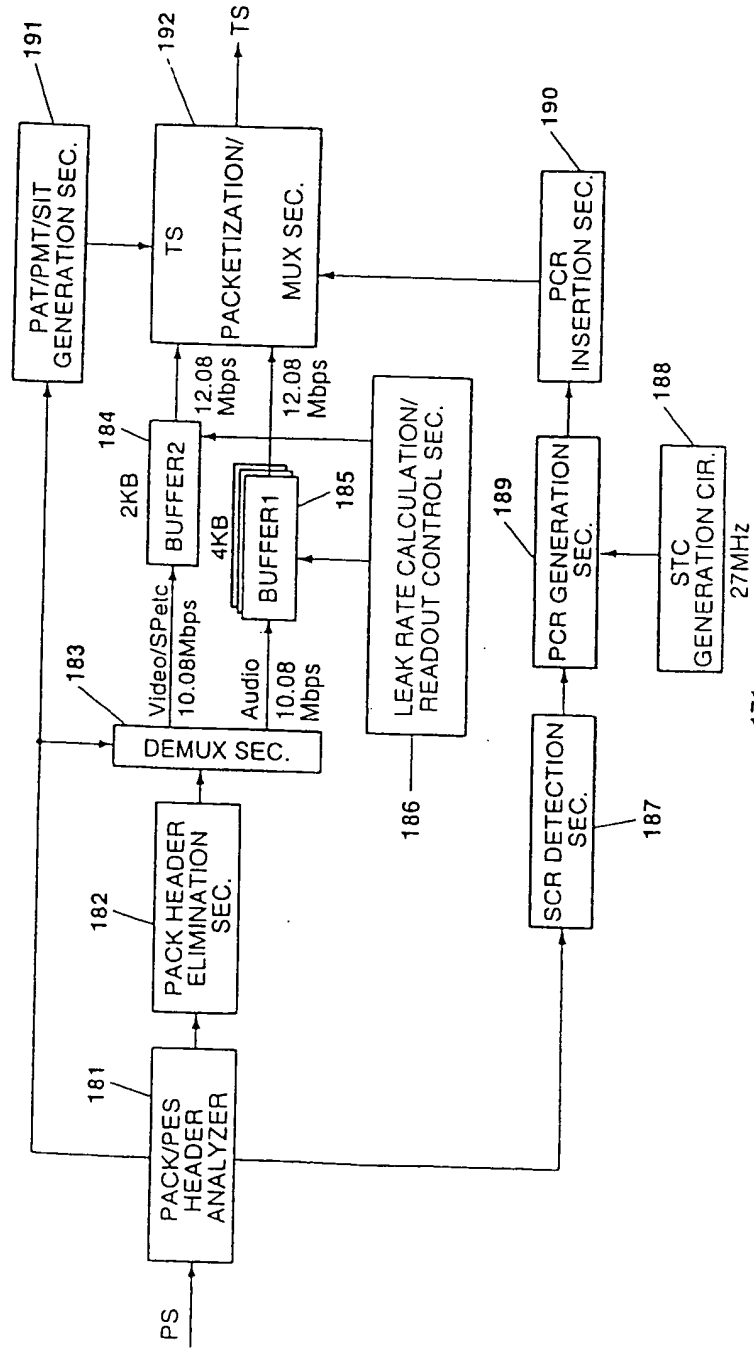 PS
181
PACK/PES
HEADER
ANALYZER
182
PACK HEADER
ELIMINATION
SEC.
183
DEMUX SEC.
Video/SPetc
10.08Mbps
Audio
10.08
Mbps
184
2KB
BUFFER2
4KB
BUFFER1
185
12.08
Mbps
12.08
Mbps
186
LEAK RATE CALCULATION/
READOUT CONTROL SEC.
191
PAT/PMT/SIT
GENERATION SEC.
192
TS
PACKETIZATION/
MUX SEC.
TS
187
SCR DETECTION
SEC.
189
PCR GENERATION
SEC.
188
STC
GENERATION CIR.
27MHz
190
PCR
INSERTION SEC.